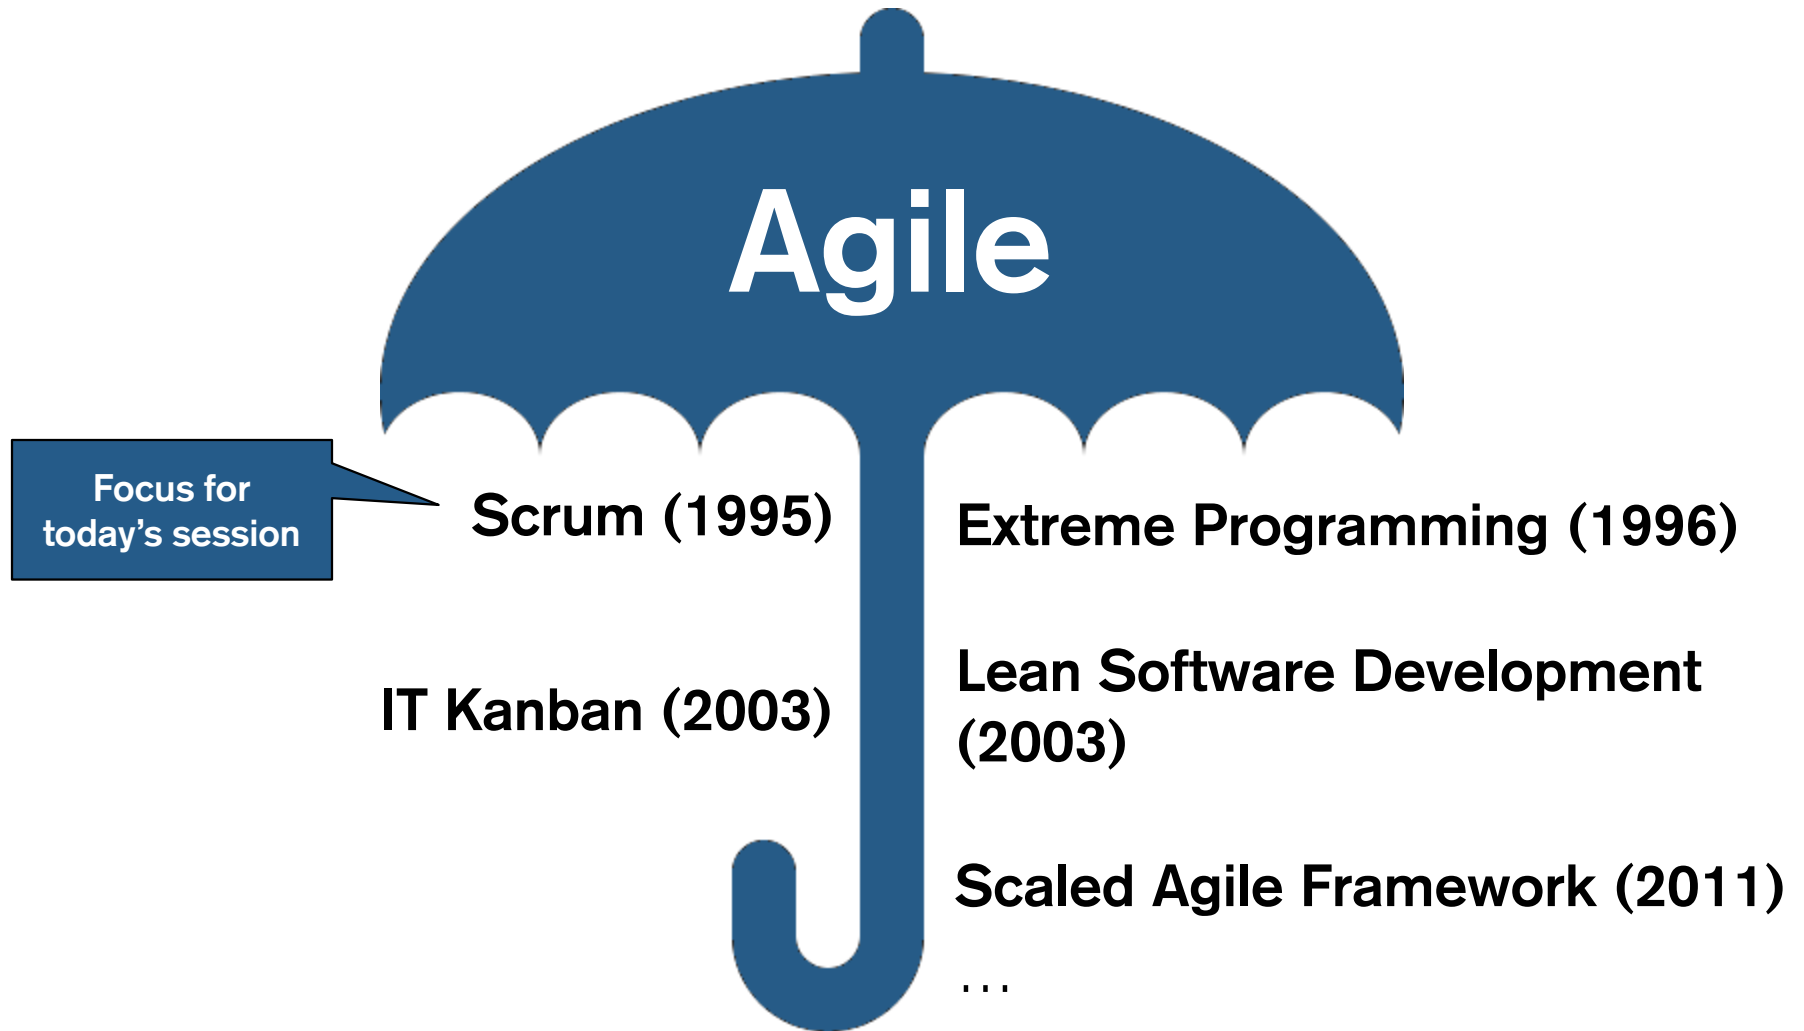 Agile
Focus for
today’s session
Scrum (1995)
IT Kanban (2003)
Extreme Programming (1996)
Lean Software Development
(2003)
Scaled Agile Framework (2011)
...